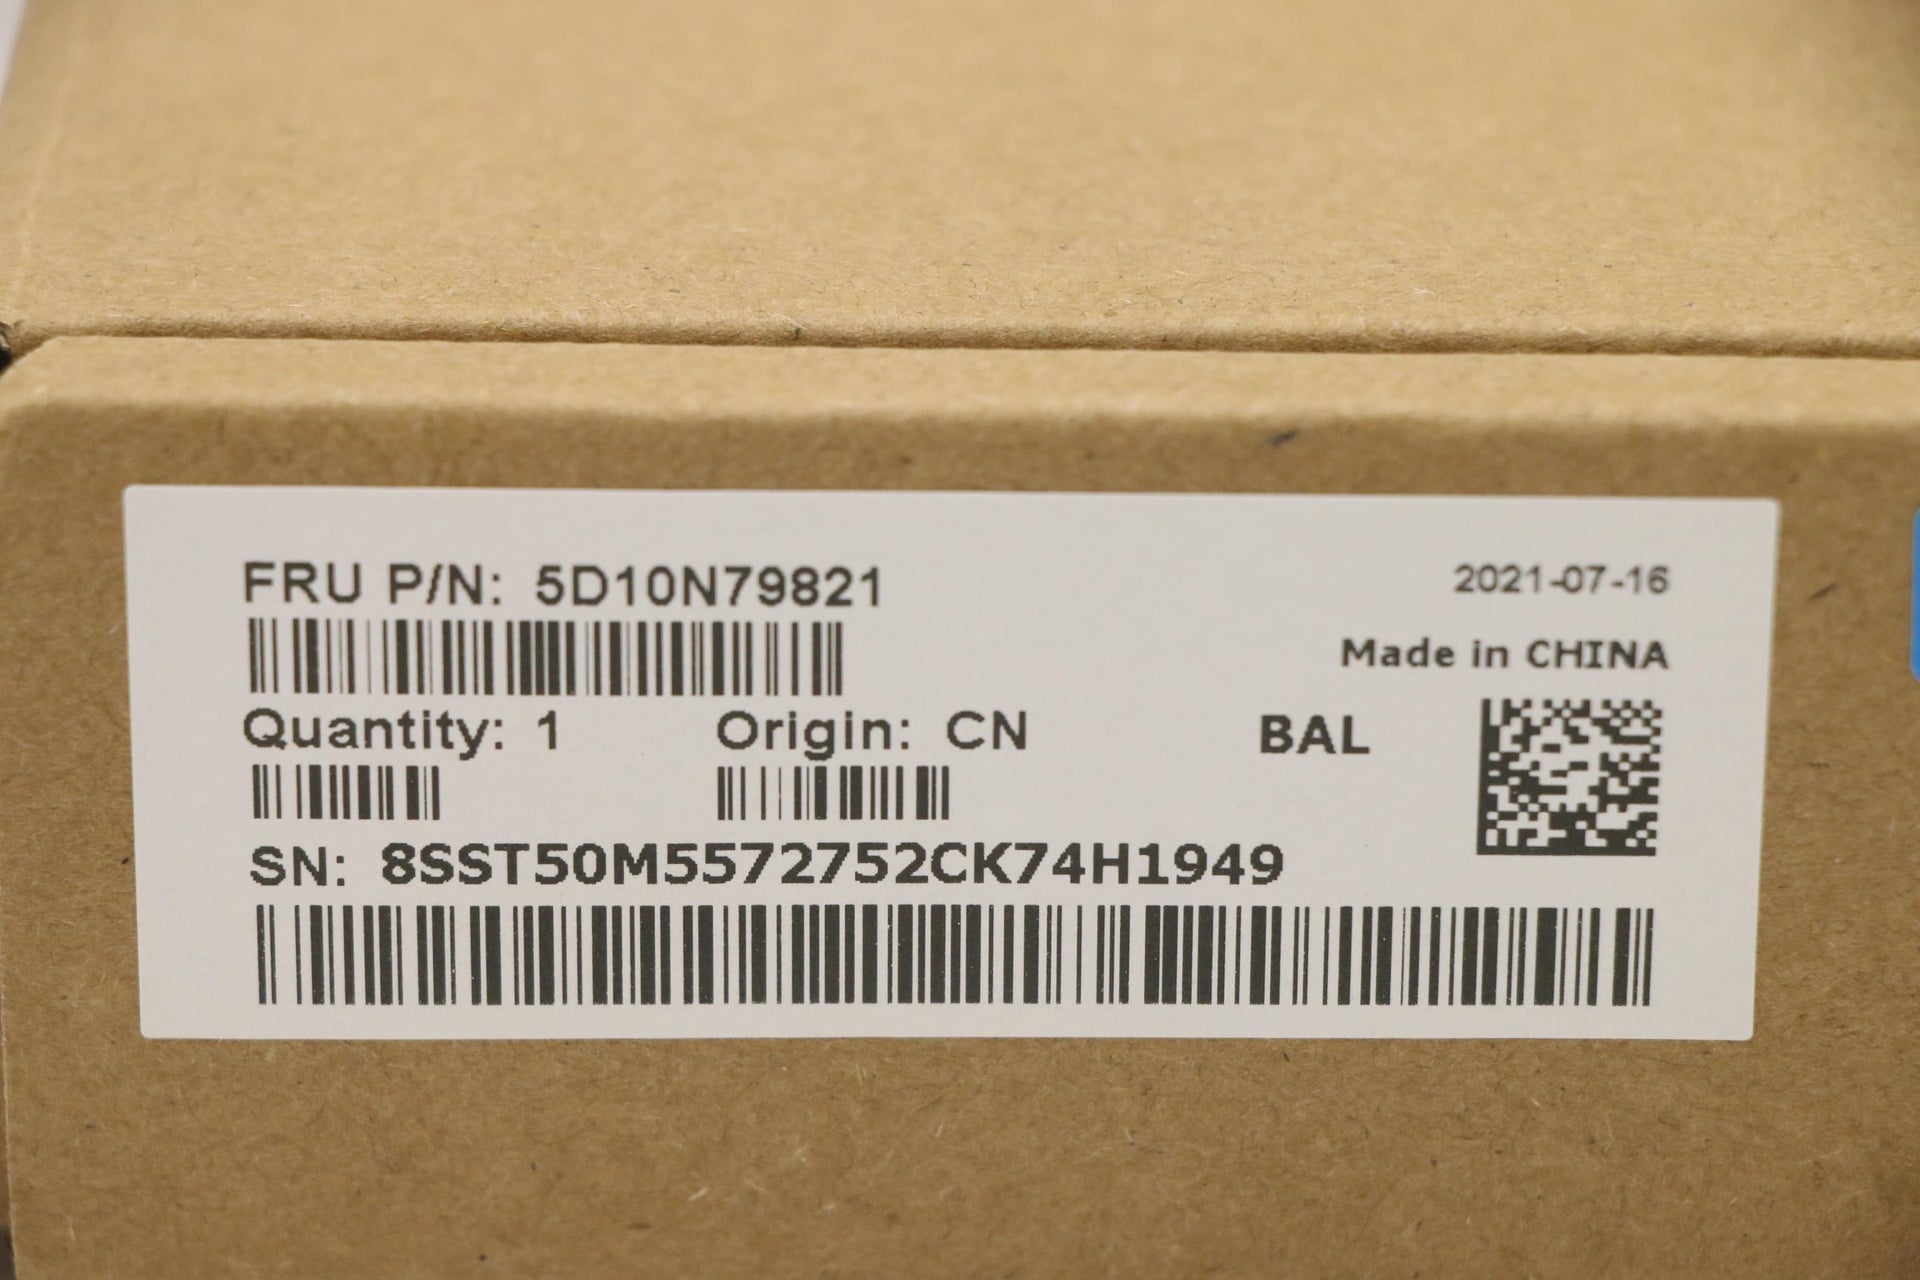 FRU P/N: 5D10N79821
2021-07-16
Made in CHINA
Quantity: 1
Origin: CN
BAL
SN: 8SST50M5572752CK74H1949